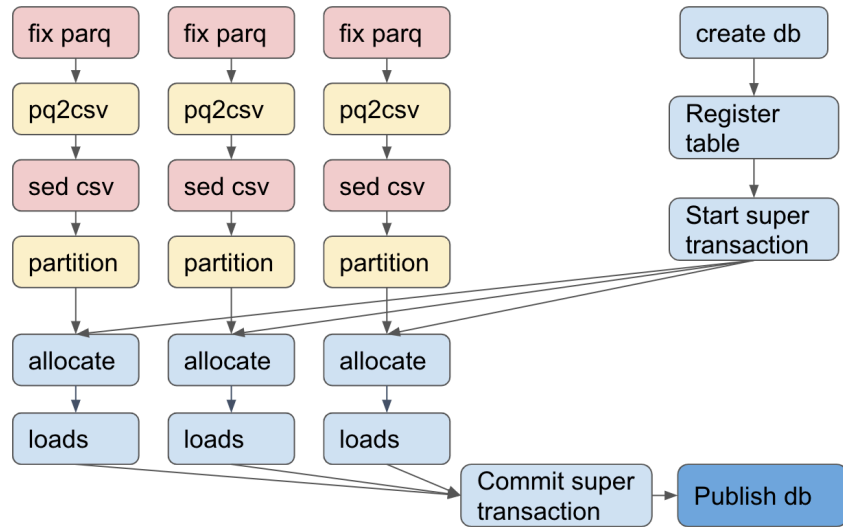 fix parq
fix parq
fix parq
create db
pq2csv
pq2csv
pq2csv
Register
table
sed csv
sed csv
sed csv
Start super
transaction
partition
partition
partition
allocate
allocate
allocate
loads
loads
loads
Commit super
transaction
Publish db